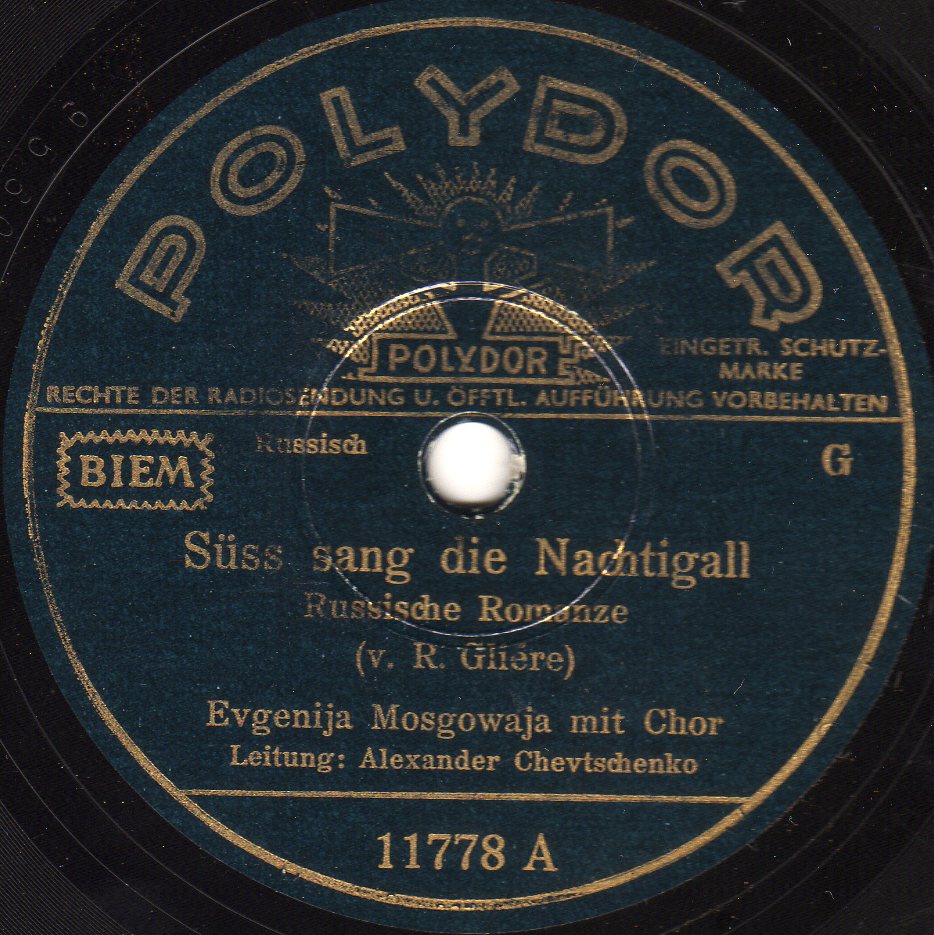 POLYDOR
POLYDOR
EINGETR. SCHUTZ-
MARKE
RECHTE DER RADIOSENDUNG U. ÖFFTL. AUFFÜHRUNG VORBEHALTEN
BIEM
Russisch
G
Süss sang die Nachtigall
Russische Romanze
(v. R. Gliére)
Evgenija Mosgowaja mit Chor
Leitung: Alexander Chevtschenko
11778 A